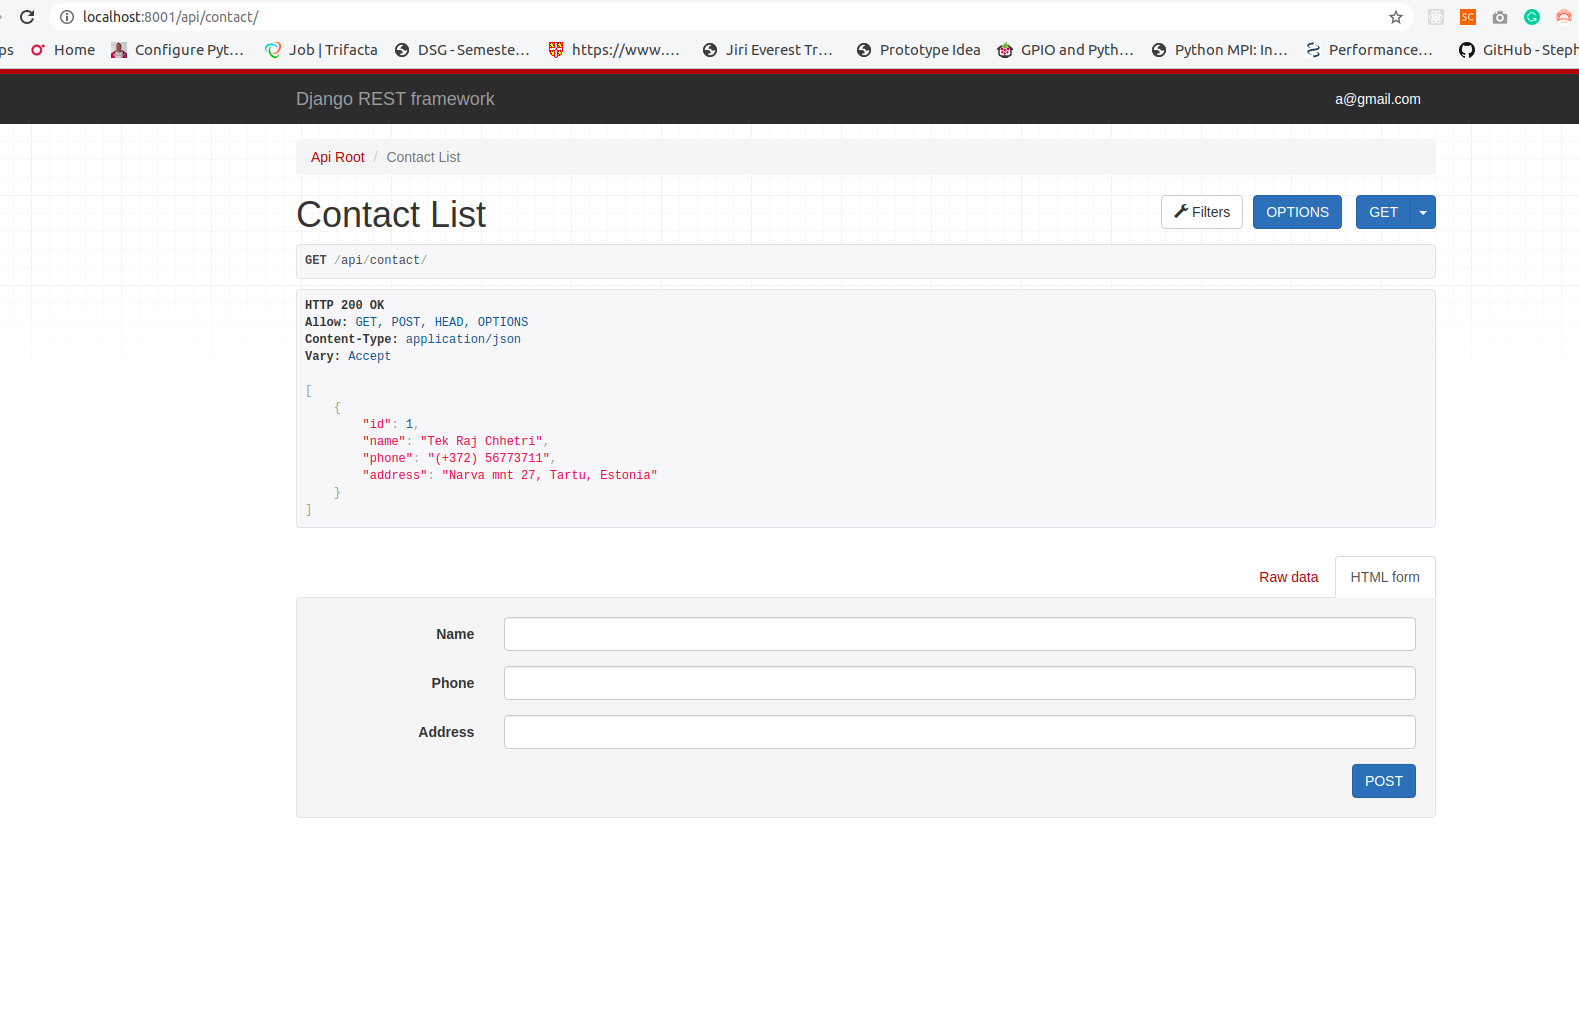 localhost:8001/api/contact/
ps Home Configure Pyt... Job | Trifacta DSG - Semeste... https://www.... Jiri Everest Tr... Prototype Idea GPIO and Pyth... Python MPI: In... Performance... GitHub - Steph
Django REST framework a@gmail.com
Api Root / Contact List
Contact List Filters OPTIONS GET
GET /api/contact/
HTTP 200 OK
Allow: GET, POST, HEAD, OPTIONS
Content-Type: application/json
Vary: Accept
[
    {
        "id": 1,
        "name": "Tek Raj Chhetri",
        "phone": "(+372) 56773711",
        "address": "Narva mnt 27, Tartu, Estonia"
    }
]
Raw data HTML form
Name
Phone
Address
POST